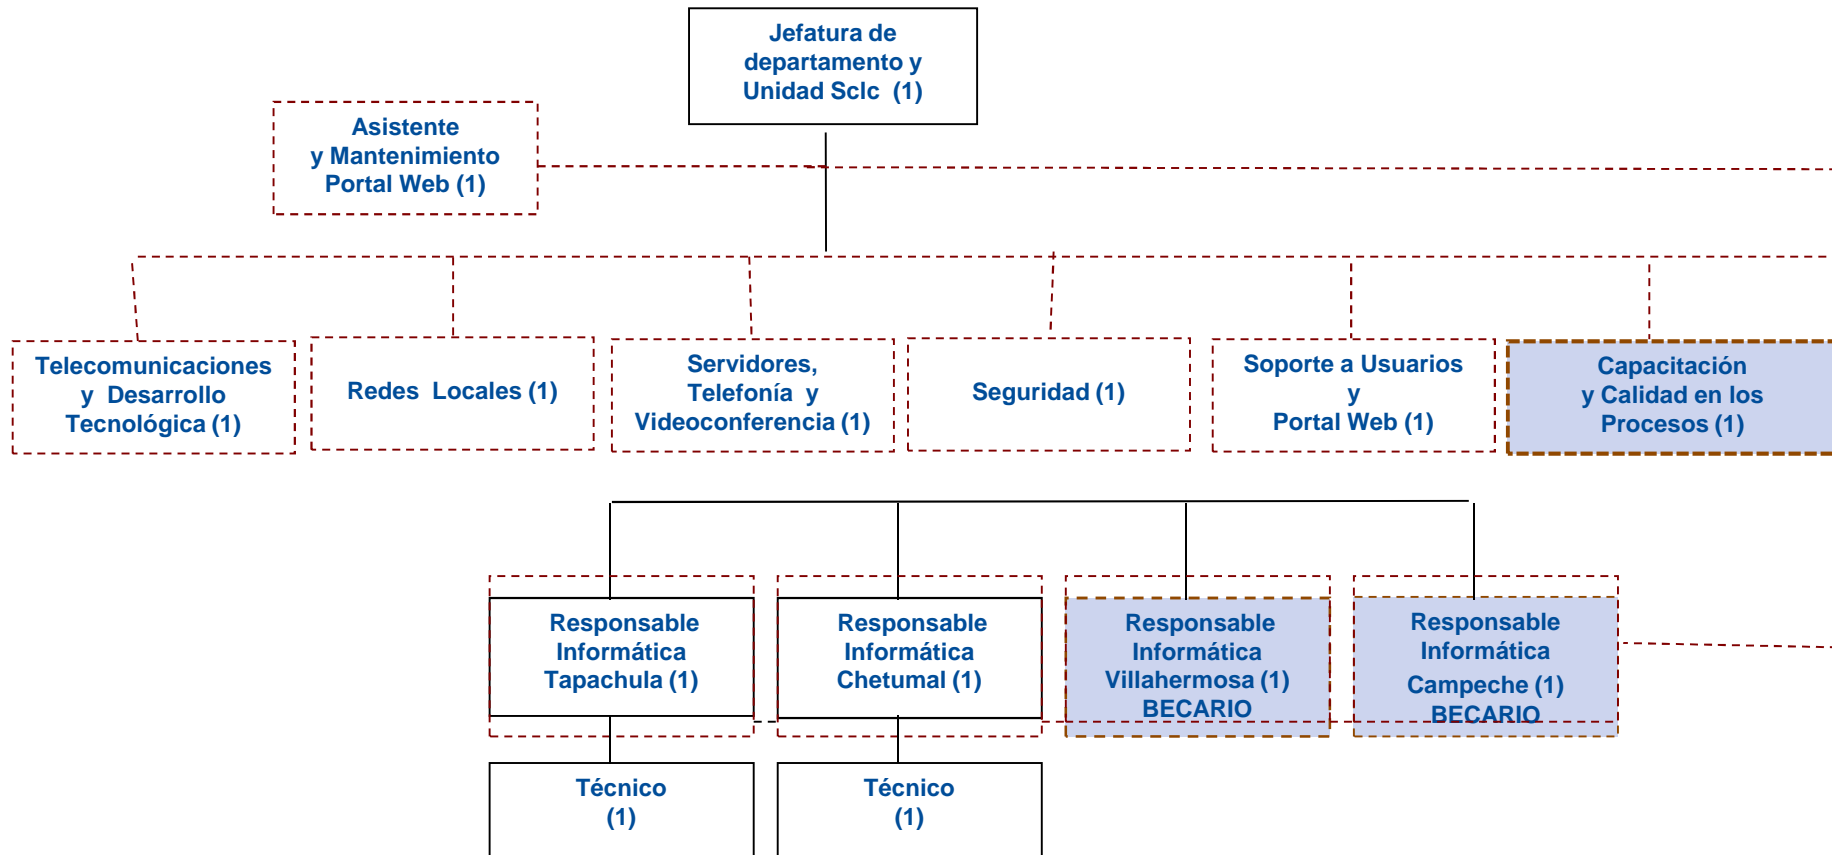 Jefatura de
departamento y
Unidad Sclc (1)
Asistente
y Mantenimiento
Portal Web (1)
Telecomunicaciones
y Desarrollo
Tecnológica (1)
Redes Locales (1)
Servidores,
Telefonía y
Videoconferencia (1)
Seguridad (1)
Soporte a Usuarios
y
Portal Web (1)
Capacitación
y Calidad en los
Procesos (1)
Responsable
Informática
Tapachula (1)
Responsable
Informática
Chetumal (1)
Responsable
Informática
Villahermosa (1)
BECARIO
Responsable
Informática
Campeche (1)
BECARIO
Técnico
(1)
Técnico
(1)